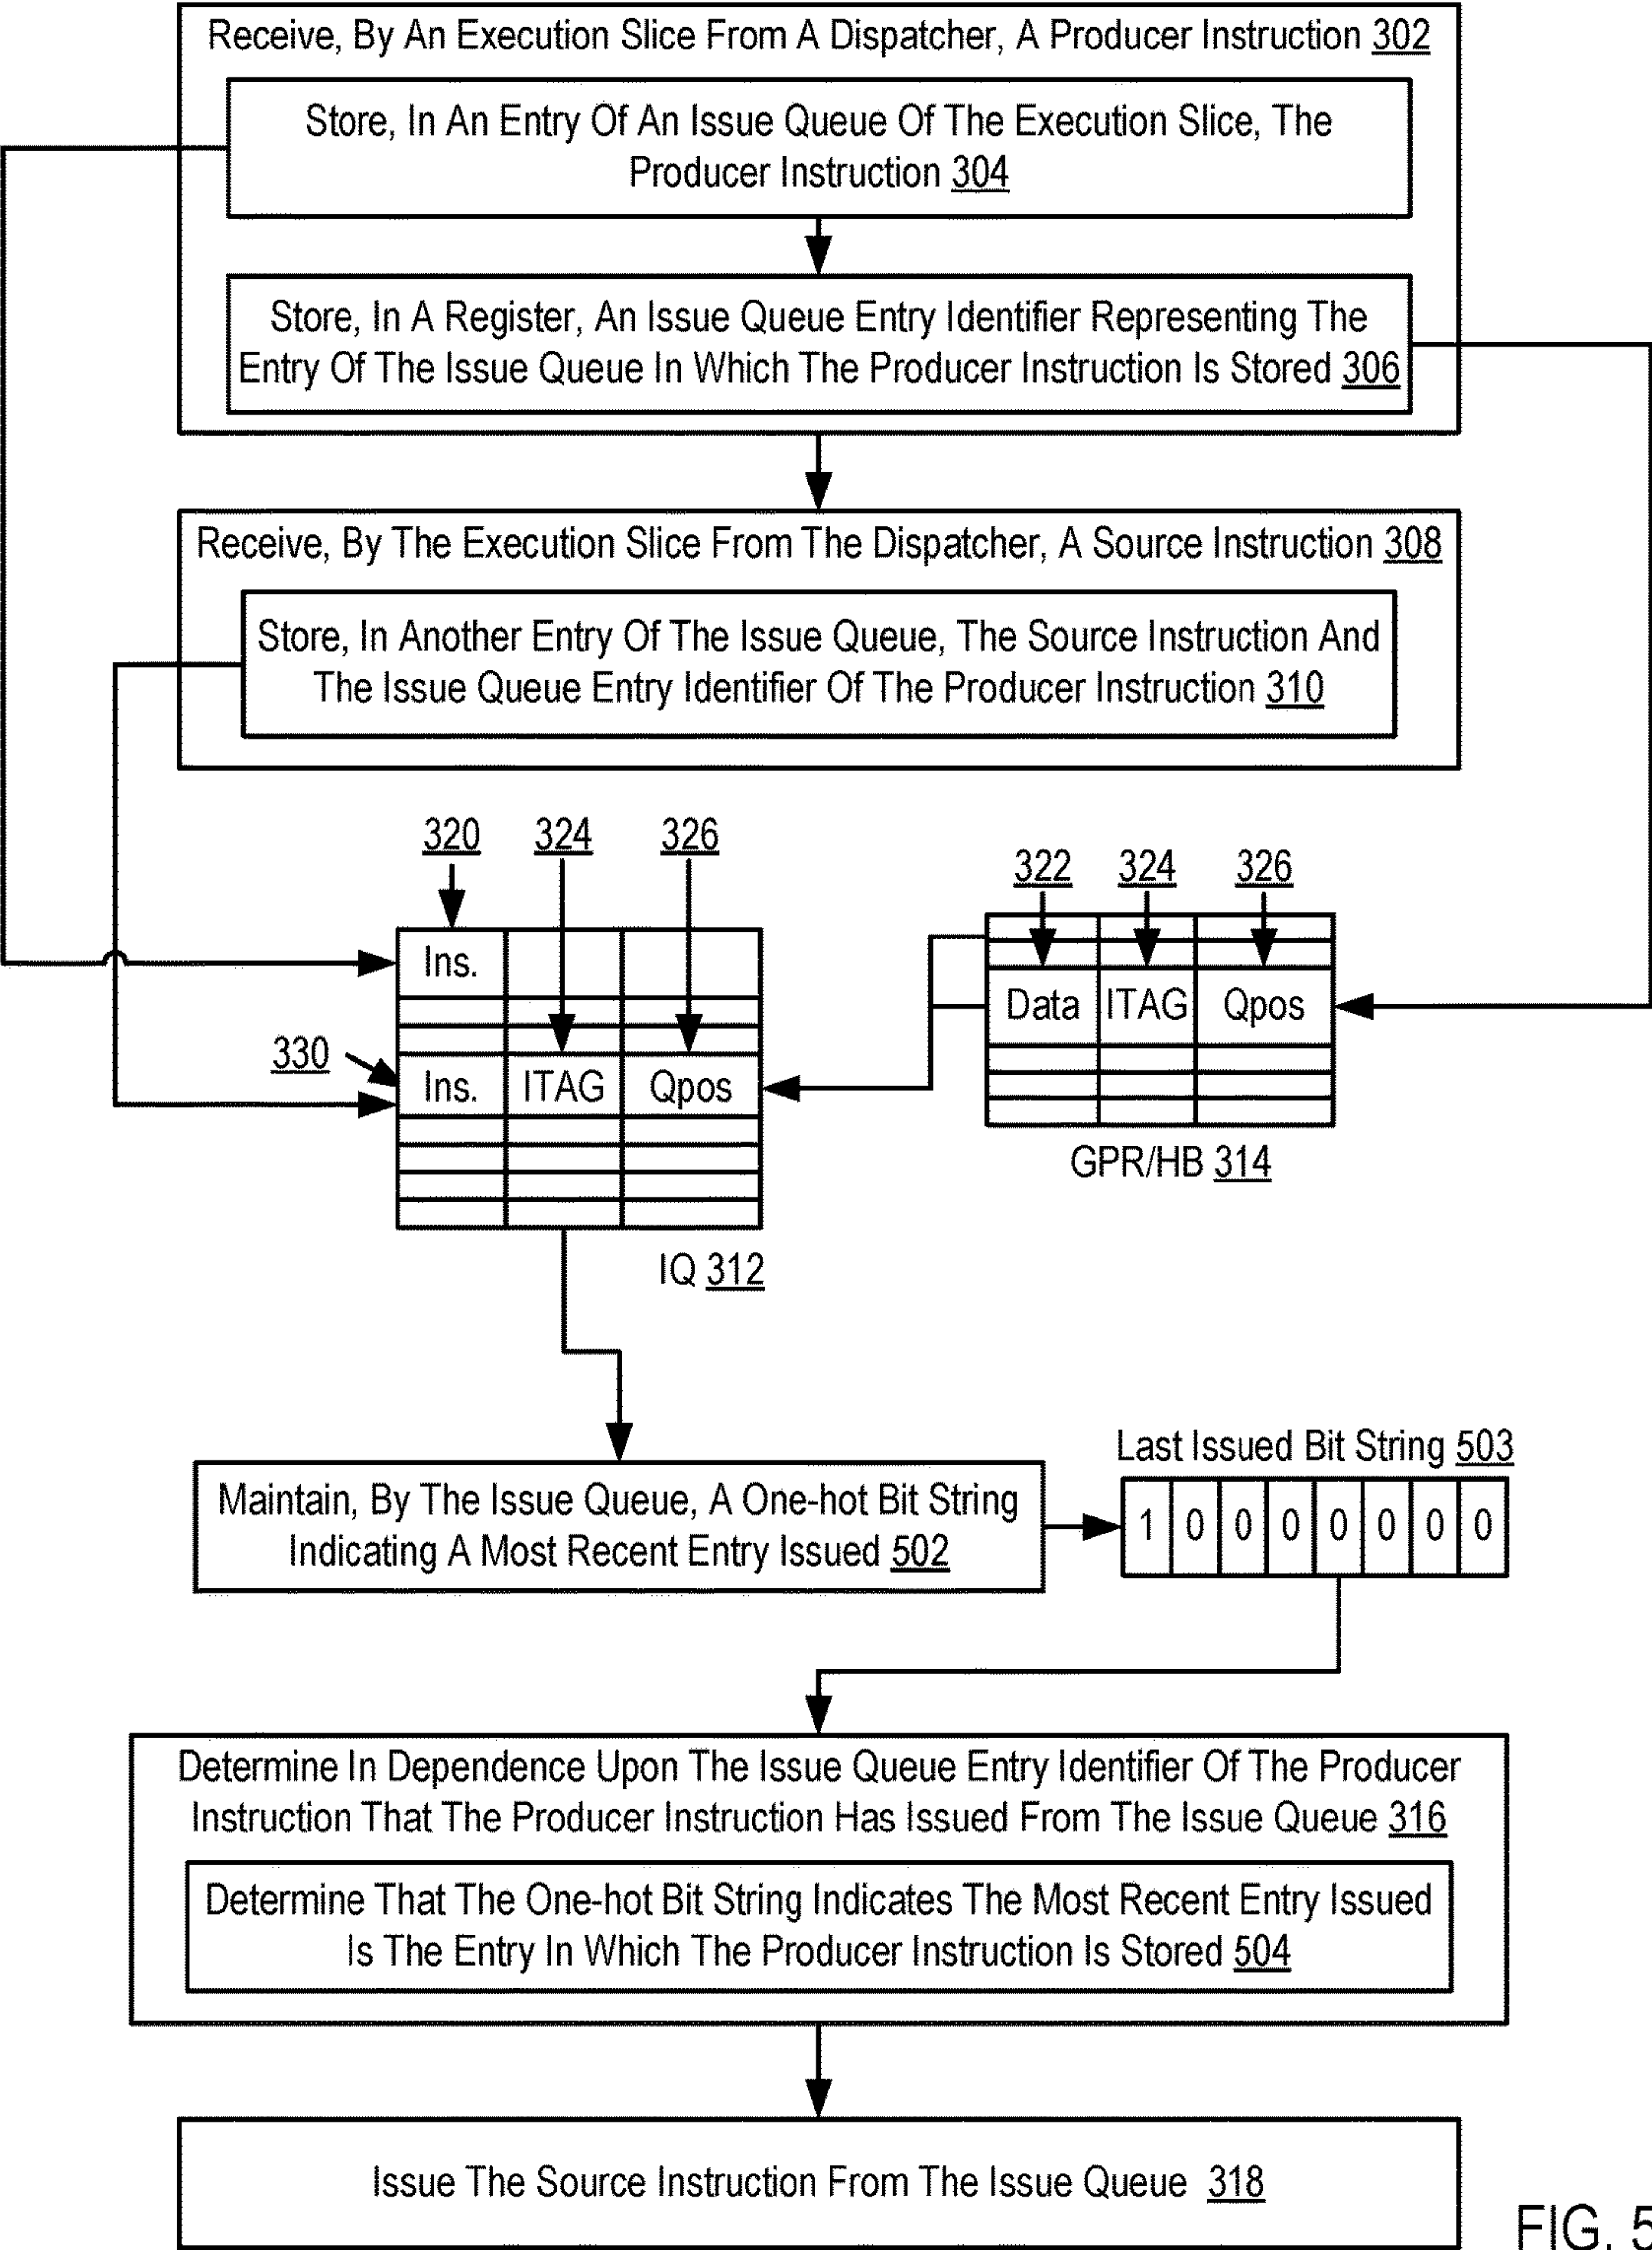 Receive, By An Execution Slice From A Dispatcher, A Producer Instruction 302
Store, In An Entry Of An Issue Queue Of The Execution Slice, The
Producer Instruction 304
Store, In A Register, An Issue Queue Entry Identifier Representing The
Entry Of The Issue Queue In Which The Producer Instruction Is Stored 306
Receive, By The Execution Slice From The Dispatcher, A Source Instruction 308
Store, In Another Entry Of The Issue Queue, The Source Instruction And
The Issue Queue Entry Identifier Of The Producer Instruction 310
320 324 326
322 324 326
Ins.
Data ITAG Qpos
330
Ins. ITAG Qpos
GPR/HB 314
IQ 312
Last Issued Bit String 503
Maintain, By The Issue Queue, A One-hot Bit String
Indicating A Most Recent Entry Issued 502
1 0 0 0 0 0 0 0
Determine In Dependence Upon The Issue Queue Entry Identifier Of The Producer
Instruction That The Producer Instruction Has Issued From The Issue Queue 316
Determine That The One-hot Bit String Indicates The Most Recent Entry Issued
Is The Entry In Which The Producer Instruction Is Stored 504
Issue The Source Instruction From The Issue Queue 318
FIG. 5